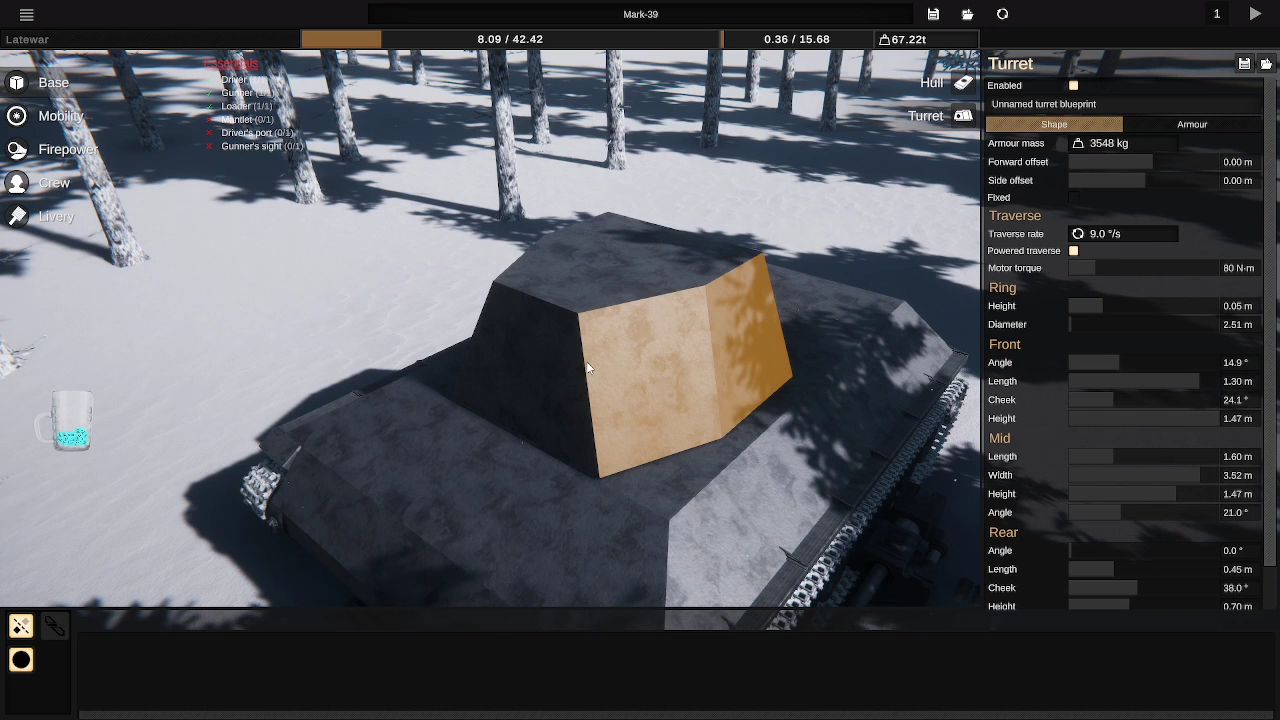 Mark-39
1
Latewar
8.09 / 42.42
0.36 / 15.68
67.22t
Essentials
Driver (1/1)
Gunner (1/1)
Loader (1/1)
Mantlet (0/1)
Driver's port (0/1)
Gunner's sight (0/1)
Base
Mobility
Firepower
Crew
Livery
Hull
Turret
Turret
Enabled
Unnamed turret blueprint
Shape
Armour
Armour mass
3548 kg
Forward offset
0.00 m
Side offset
0.00 m
Fixed
Traverse
Traverse rate
9.0 °/s
Powered traverse
Motor torque
80 N·m
Ring
Height
0.05 m
Diameter
2.51 m
Front
Angle
14.9 °
Length
1.30 m
Cheek
24.1 °
Height
1.47 m
Mid
Length
1.60 m
Width
3.52 m
Height
1.47 m
Angle
21.0 °
Rear
Angle
0.0 °
Length
0.45 m
Cheek
38.0 °
Height
0.70 m